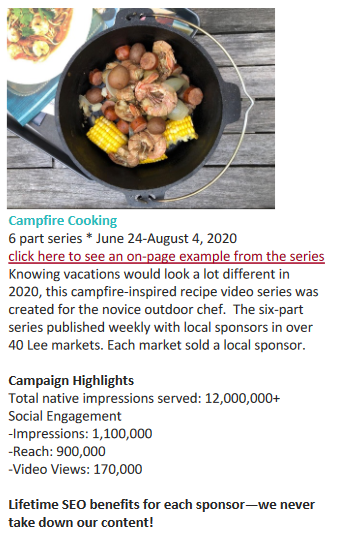 Campfire Cooking
6 part series * June 24-August 4, 2020
click here to see an on-page example from the series
Knowing vacations would look a lot different in
2020, this campfire-inspired recipe video series was
created for the novice outdoor chef.  The six-part
series published weekly with local sponsors in over
40 Lee markets. Each market sold a local sponsor.
Campaign Highlights
Total native impressions served: 12,000,000+
Social Engagement
-Impressions: 1,100,000
-Reach: 900,000
-Video Views: 170,000
Lifetime SEO benefits for each sponsor—we never
take down our content!